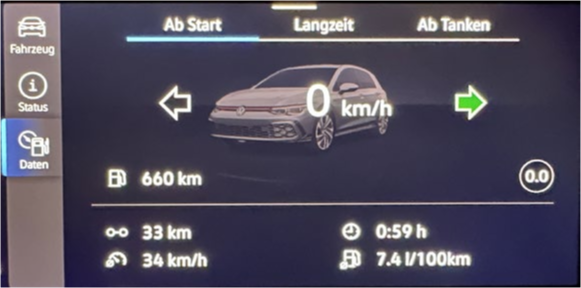 Ab Start Langzeit Ab Tanken
Fahrzeug
Status
Daten
0 km/h
660 km
0.0
33 km 0:59 h
34 km/h 7.4 l/100km